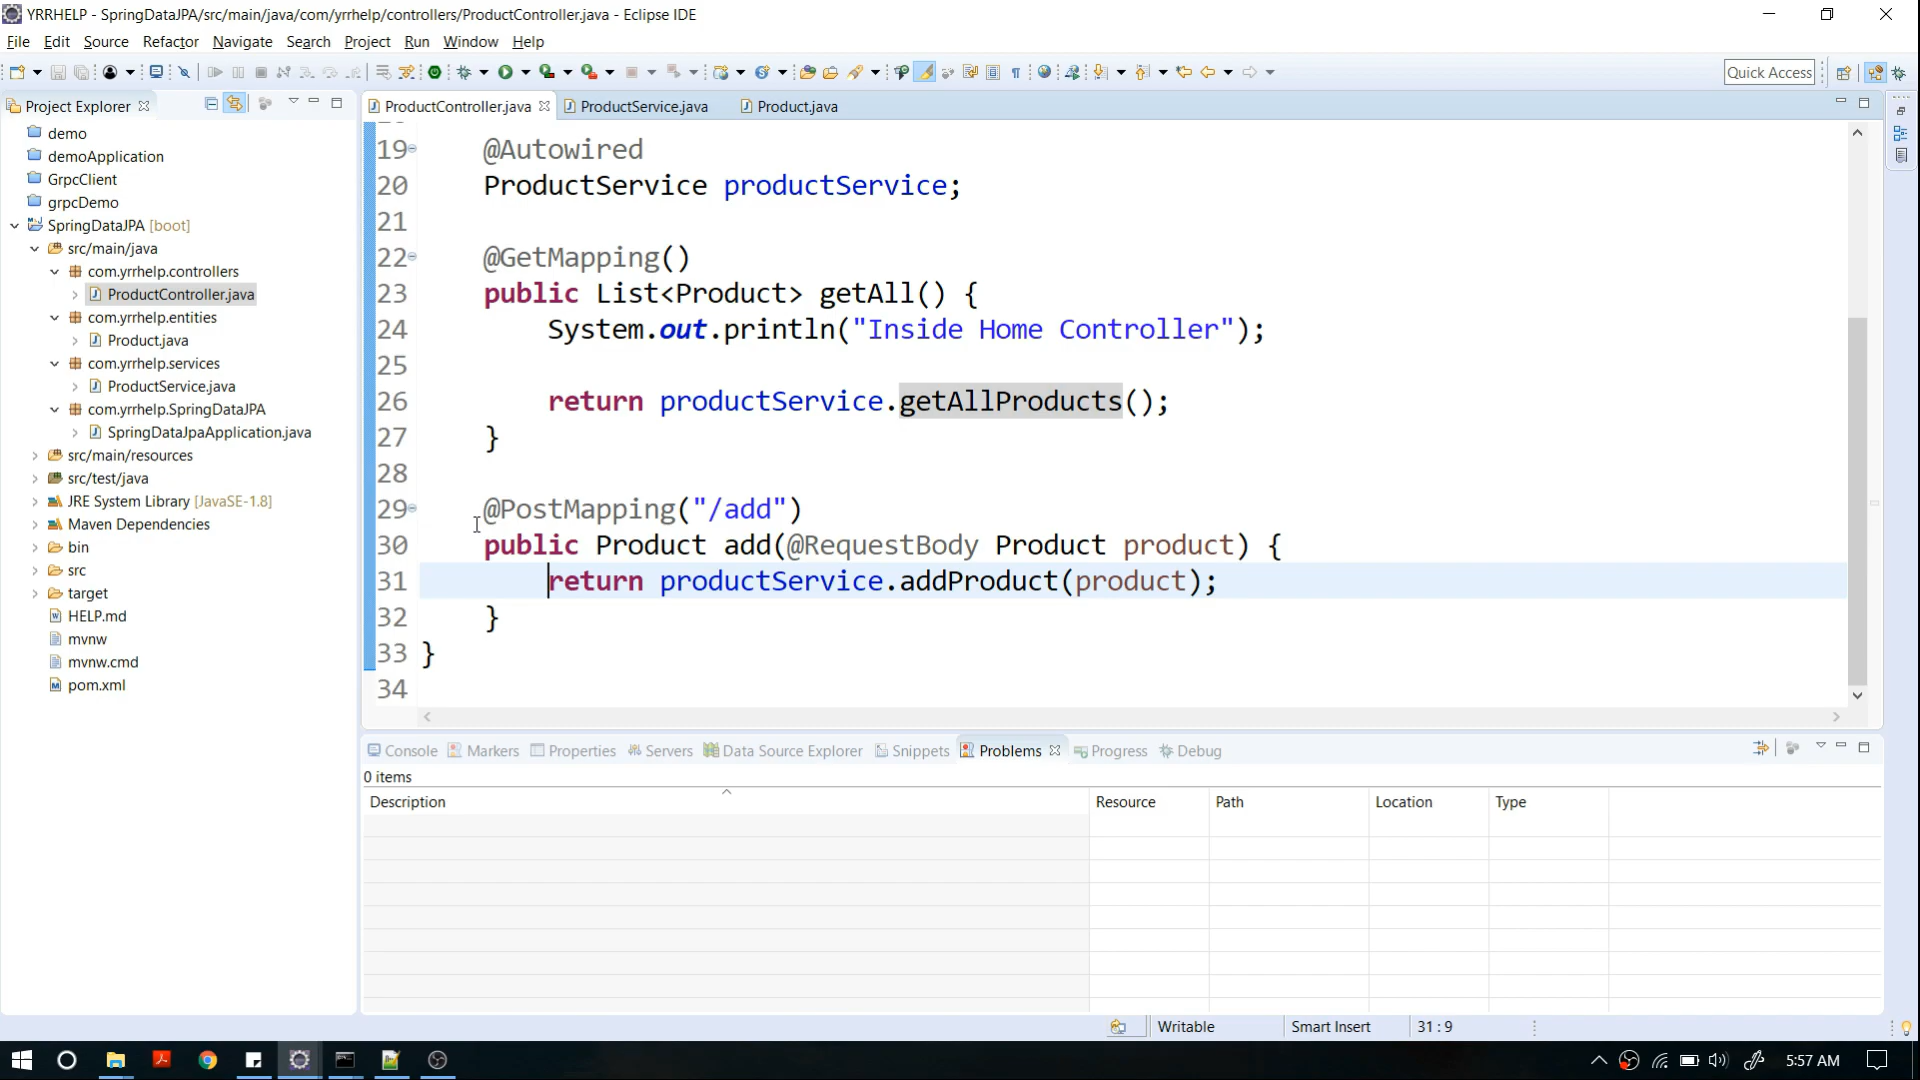 YRRHELP - SpringDataJPA/src/main/java/com/yrrhelp/controllers/ProductController.java - Eclipse IDE
File Edit Source Refactor Navigate Search Project Run Window Help
Quick Access
Project Explorer
demo
demoApplication
GrpcClient
grpcDemo
SpringDataJPA [boot]
src/main/java
com.yrrhelp.controllers
ProductController.java
com.yrrhelp.entities
Product.java
com.yrrhelp.services
ProductService.java
com.yrrhelp.SpringDataJPA
SpringDataJpaApplication.java
src/main/resources
src/test/java
JRE System Library [JavaSE-1.8]
Maven Dependencies
bin
src
target
HELP.md
mvnw
mvnw.cmd
pom.xml
ProductController.java ProductService.java Product.java
19 @Autowired
20 ProductService productService;
21
22 @GetMapping()
23 public List<Product> getAll() {
24 System.out.println("Inside Home Controller");
25
26 return productService.getAllProducts();
27 }
28
29 @PostMapping("/add")
30 public Product add(@RequestBody Product product) {
31 return productService.addProduct(product);
32 }
33 }
34
Console Markers Properties Servers Data Source Explorer Snippets Problems Progress Debug
0 items
Description Resource Path Location Type
Writable Smart Insert 31 : 9
5:57 AM